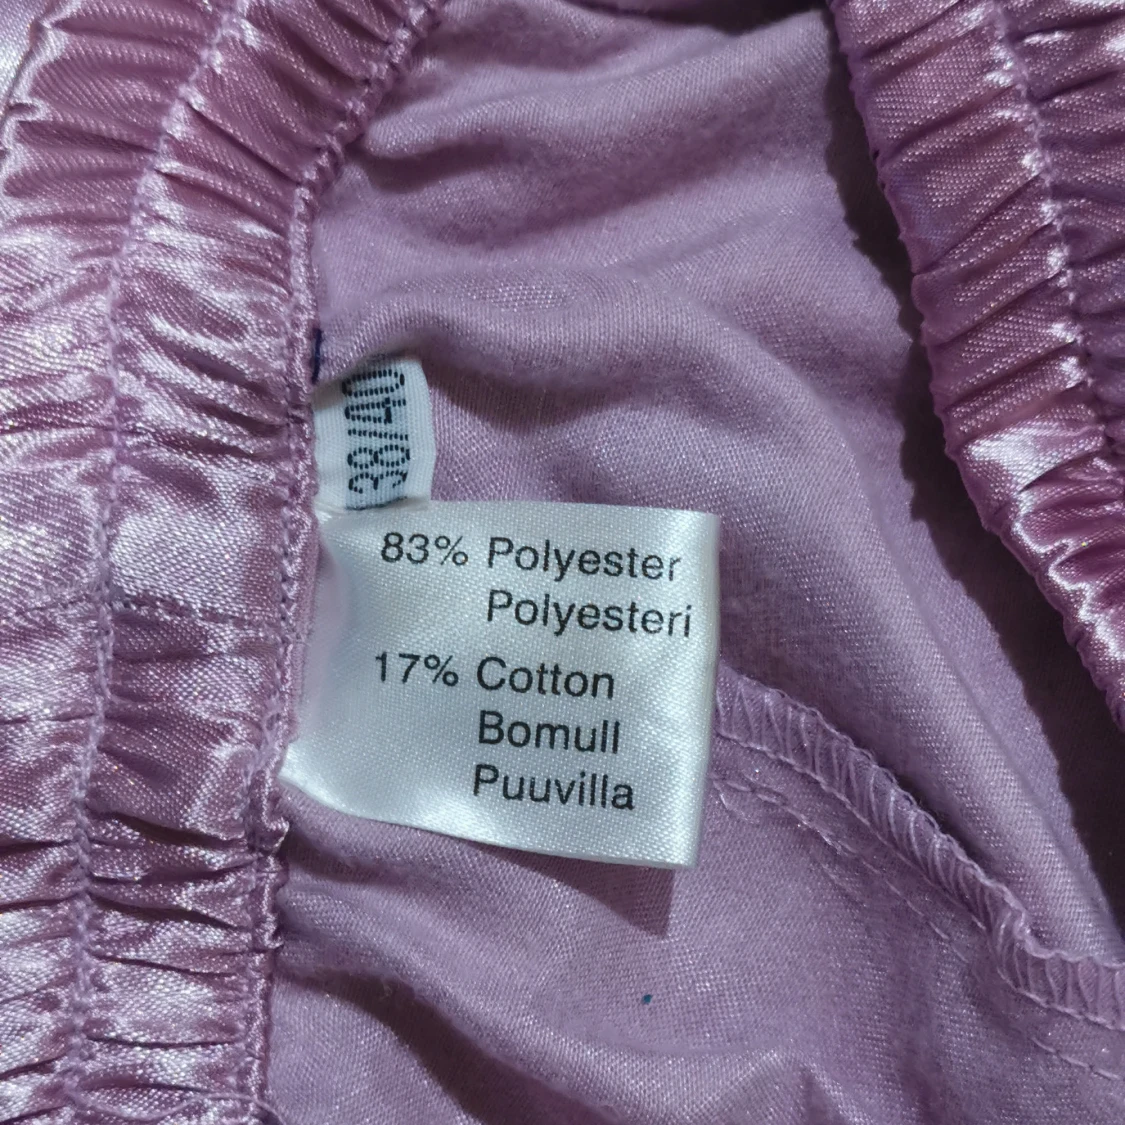 38/40
83% Polyester
Polyesteri
17% Cotton
Bomull
Puuvilla